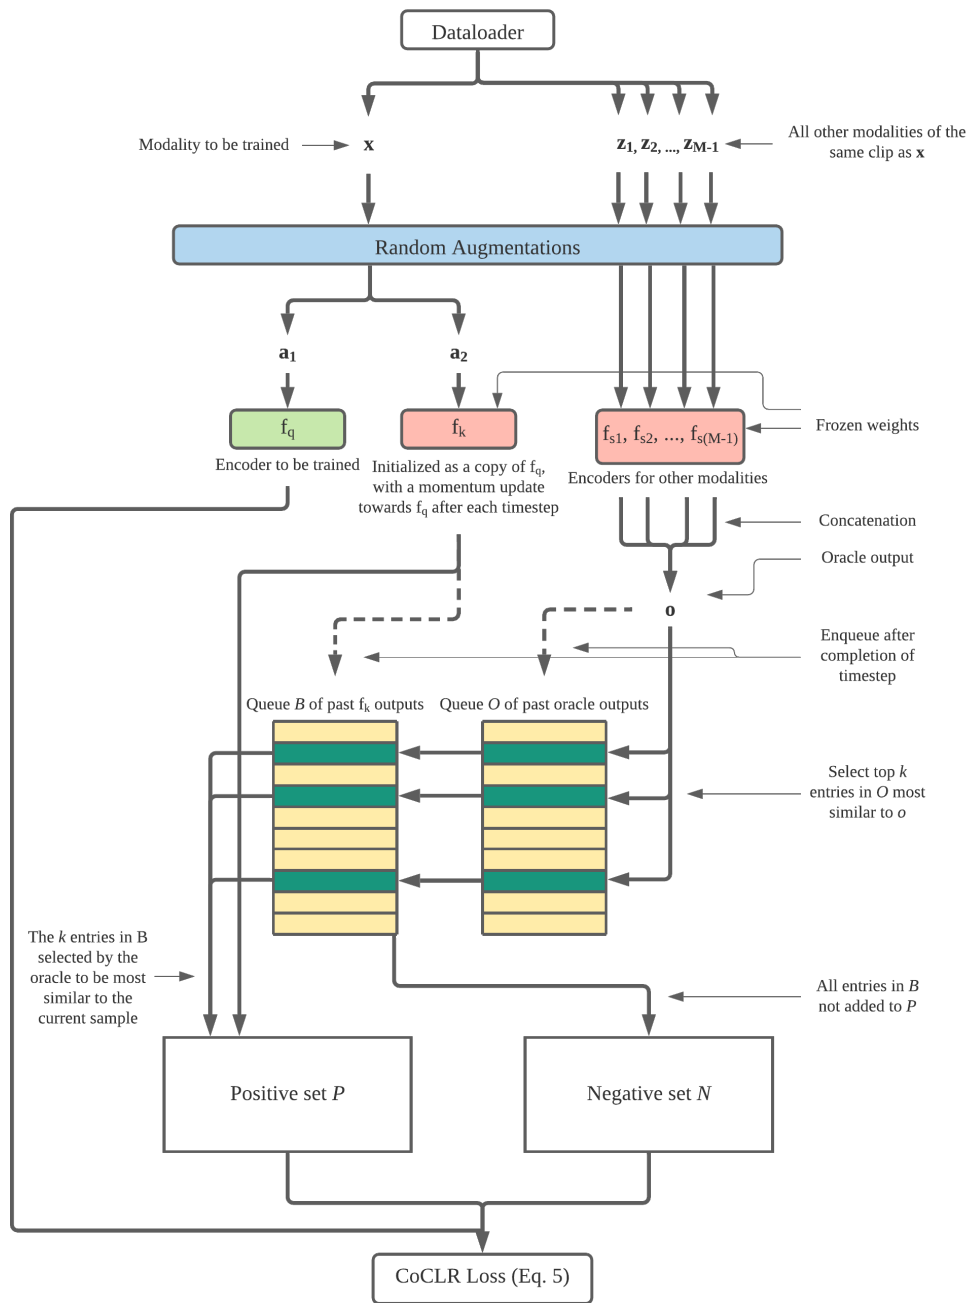 Dataloader
Modality to be trained
x
z1, z2, ..., zM-1
All other modalities of the
same clip as x
Random Augmentations
a1
a2
fq
fk
fs1, fs2, ..., fs(M-1)
Frozen weights
Encoder to be trained
Initialized as a copy of fq,
with a momentum update
towards fq after each timestep
Encoders for other modalities
Concatenation
Oracle output
o
Enqueue after
completion of
timestep
Queue B of past fk outputs
Queue O of past oracle outputs
Select top k
entries in O most
similar to o
The k entries in B
selected by the
oracle to be most
similar to the
current sample
All entries in B
not added to P
Positive set P
Negative set N
CoCLR Loss (Eq. 5)